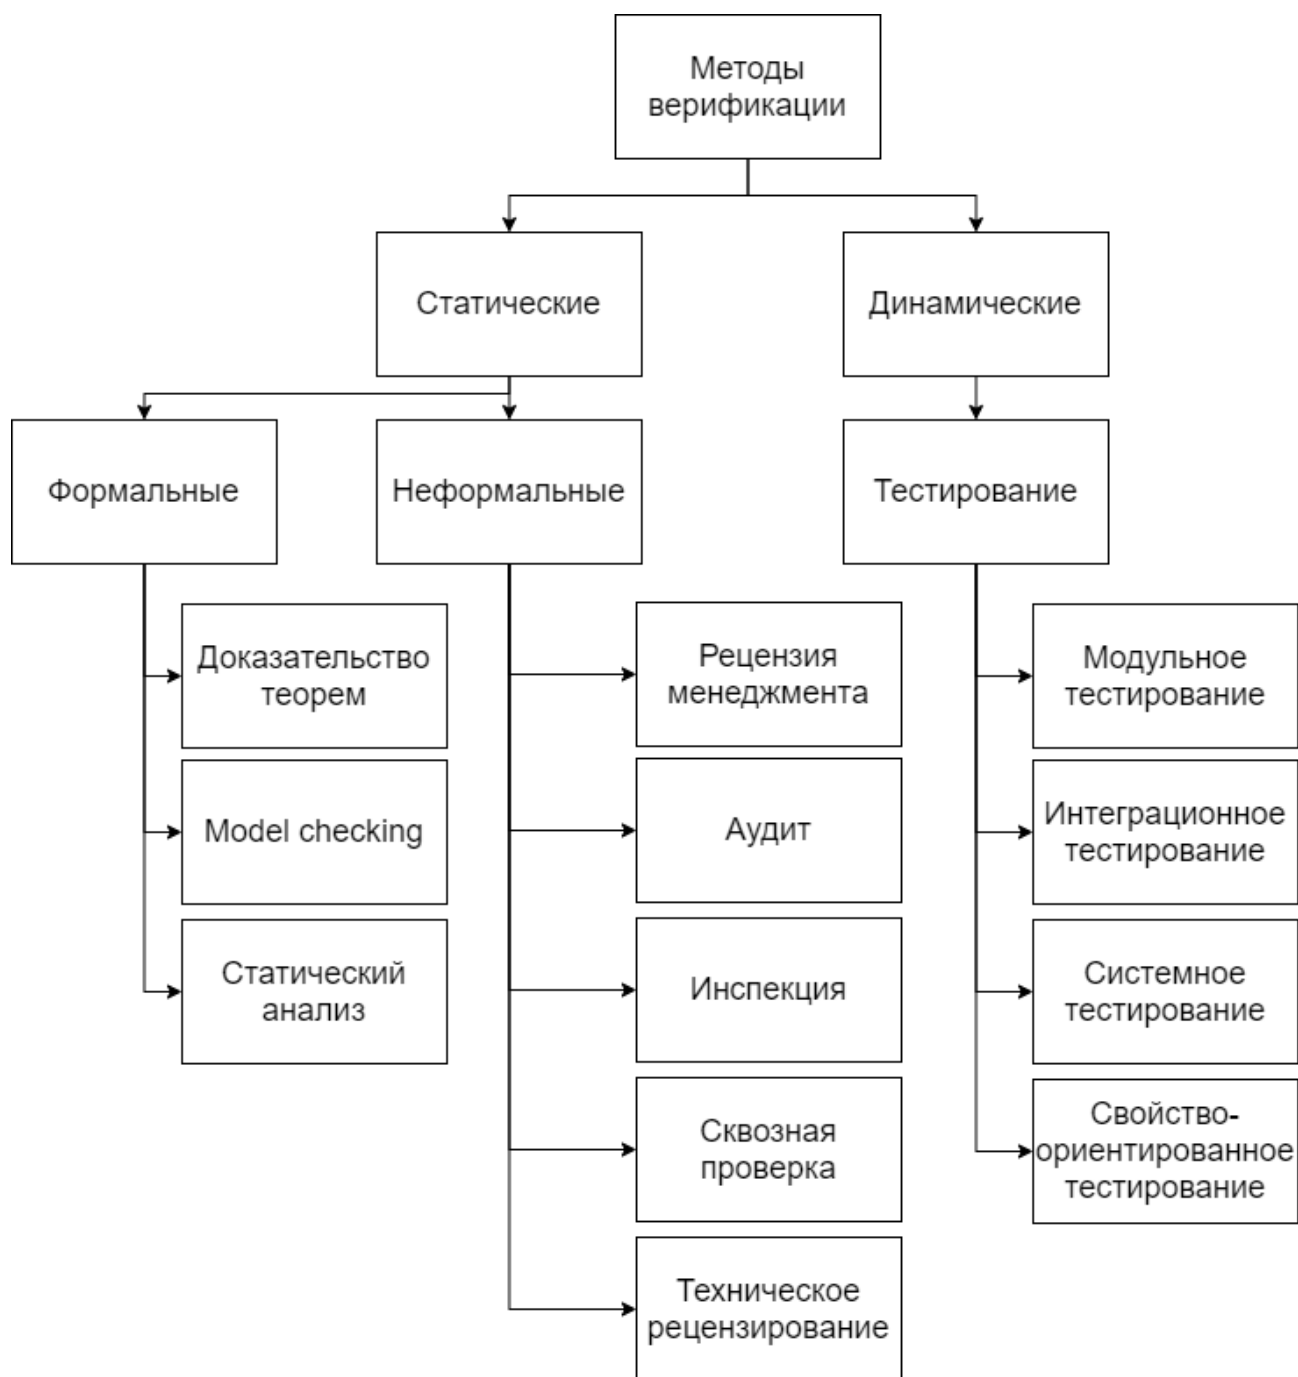 Методы
верификации
Статические
Динамические
Формальные
Неформальные
Тестирование
Доказательство
теорем
Model checking
Статический
анализ
Рецензия
менеджмента
Аудит
Инспекция
Сквозная
проверка
Техническое
рецензирование
Модульное
тестирование
Интеграционное
тестирование
Системное
тестирование
Свойство-
ориентированное
тестирование